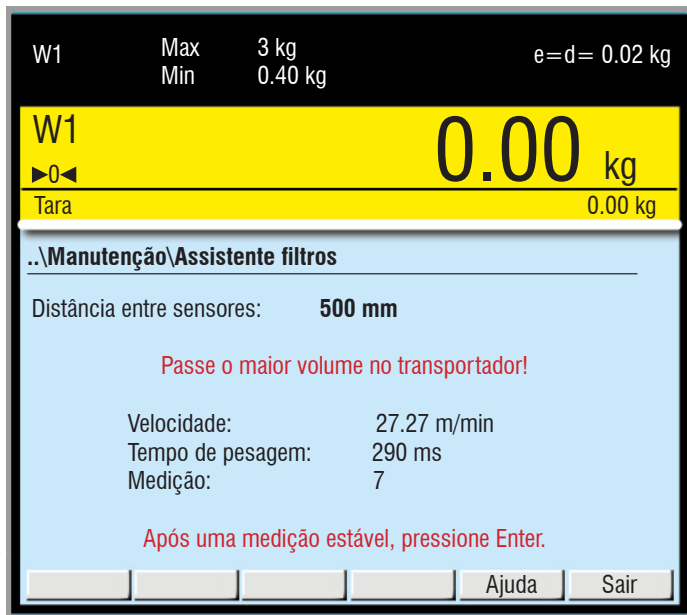 W1 Max 3 kg e=d= 0.02 kg
Min 0.40 kg
W1 0.00 kg
►0◄
Tara 0.00 kg
..\Manutenção\Assistente filtros
Distância entre sensores: 500 mm
Passe o maior volume no transportador!
Velocidade: 27.27 m/min
Tempo de pesagem: 290 ms
Medição: 7
Após uma medição estável, pressione Enter.
Ajuda Sair